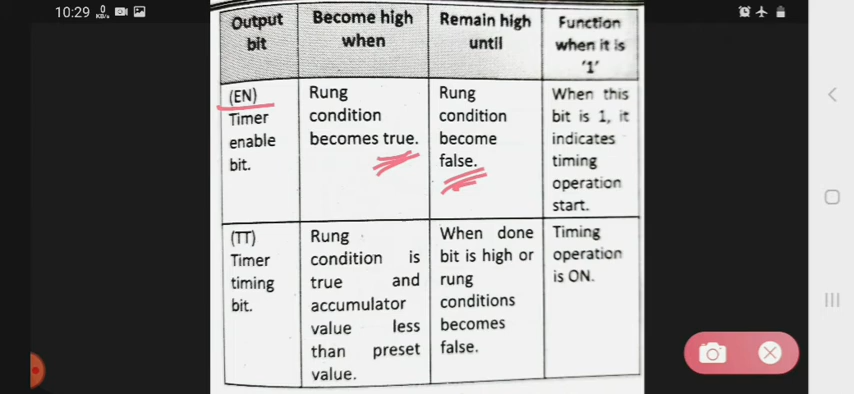 10:29 0 KB/s
Output bit
Become high when
Remain high until
Function when it is '1'
(EN)
Timer
enable
bit.
Rung
condition
becomes true.
Rung
condition
become
false.
When this
bit is 1, it
indicates
timing
operation
start.
(TT)
Timer
timing
bit.
Rung
condition is
true and
accumulator
value less
than preset
value.
When done
bit is high or
rung
conditions
becomes
false.
Timing
operation
is ON.